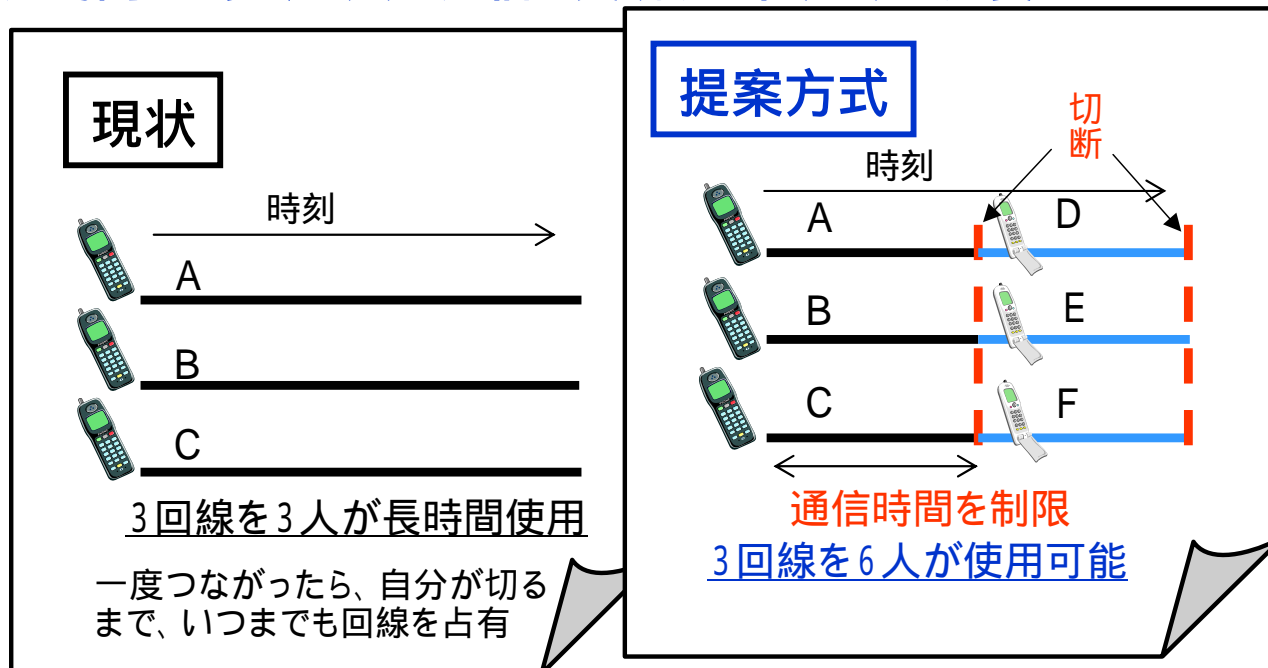 現状
時刻
A
B
C
3回線を3人が長時間使用
一度つながったら、自分が切る
まで、いつまでも回線を占有
提案方式
切断
時刻
A
D
B
E
C
F
通信時間を制限
3回線を6人が使用可能